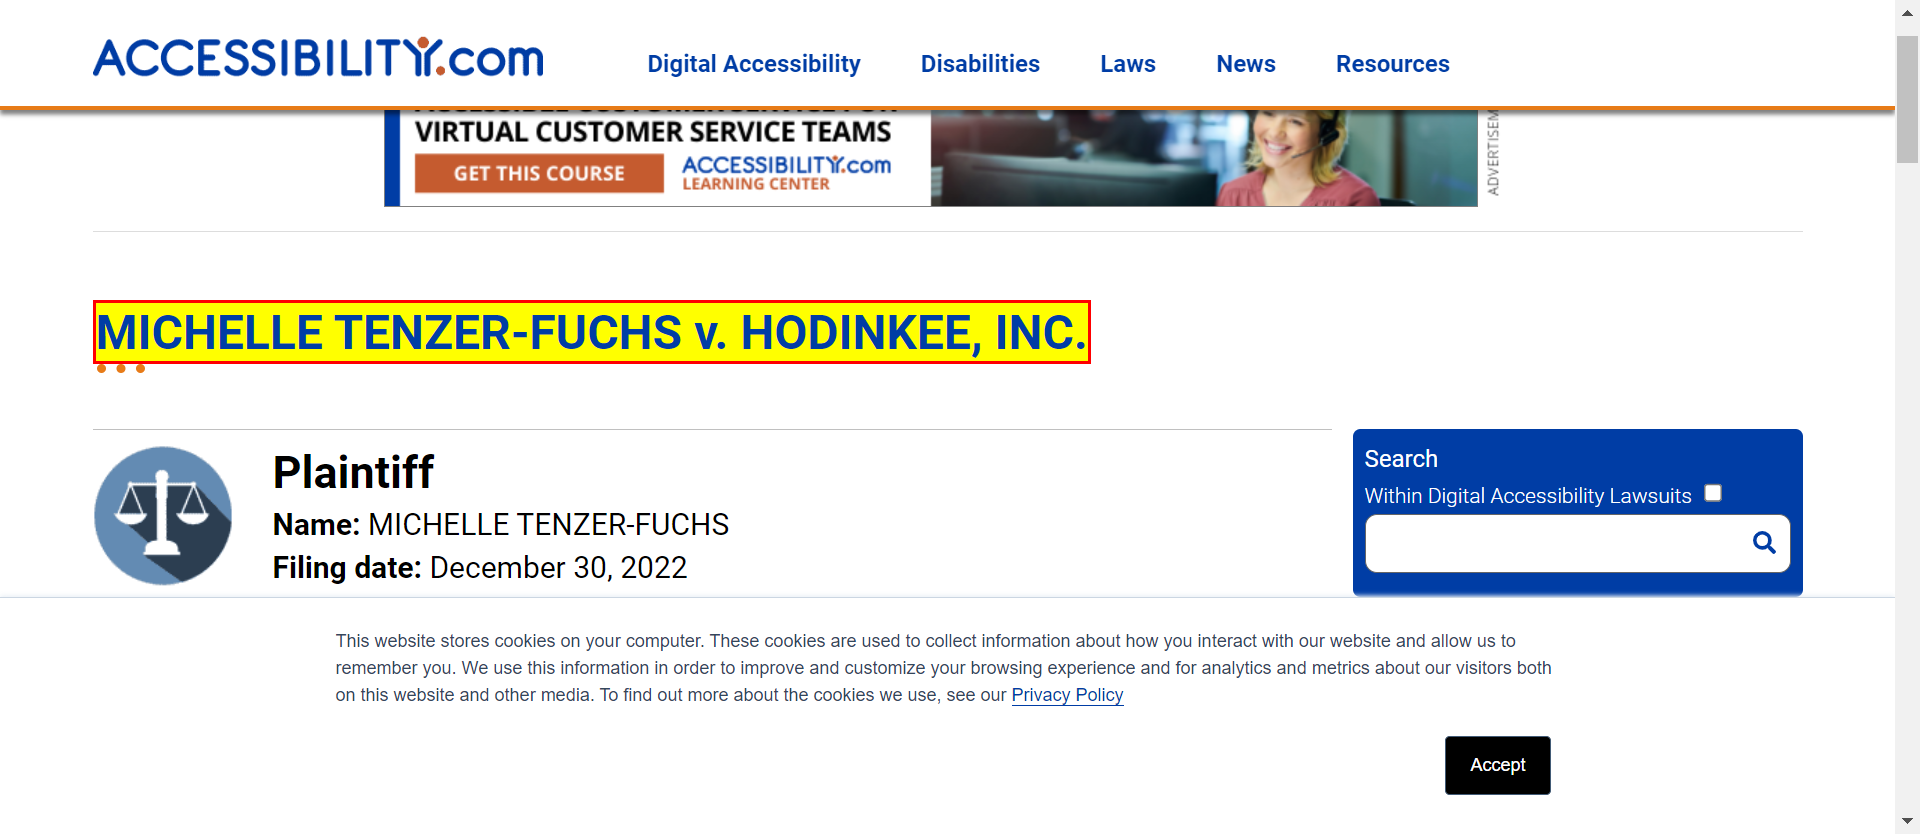 ACCESSIBILITY.com
Digital Accessibility
Disabilities
Laws
News
Resources
VIRTUAL CUSTOMER SERVICE TEAMS
GET THIS COURSE
ACCESSIBILITY.com
LEARNING CENTER
MICHELLE TENZER-FUCHS v. HODINKEE, INC.
Plaintiff
Name: MICHELLE TENZER-FUCHS
Filing date: December 30, 2022
Search
Within Digital Accessibility Lawsuits
This website stores cookies on your computer. These cookies are used to collect information about how you interact with our website and allow us to
remember you. We use this information in order to improve and customize your browsing experience and for analytics and metrics about our visitors both
on this website and other media. To find out more about the cookies we use, see our Privacy Policy
Accept